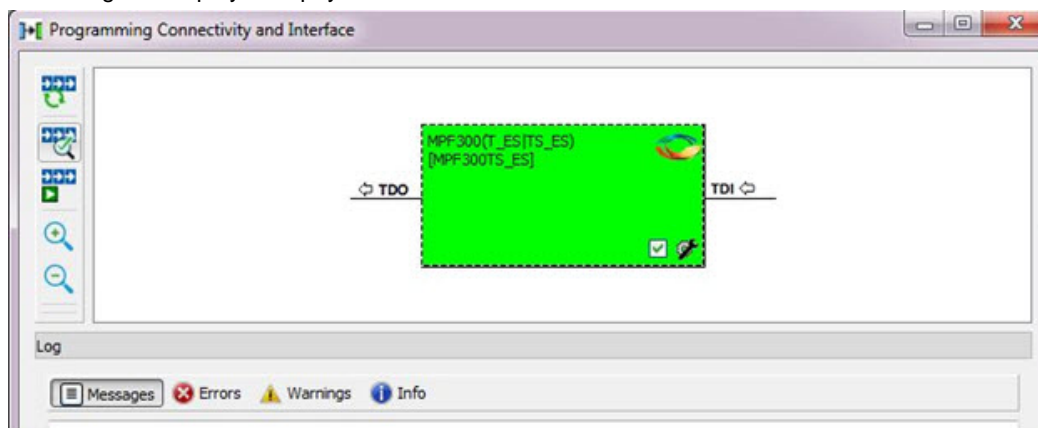 Programming Connectivity and Interface
MPF300(T_ES|TS_ES)
[MPF300TS_ES]
TDO
TDI
Log
Messages
Errors
Warnings
Info